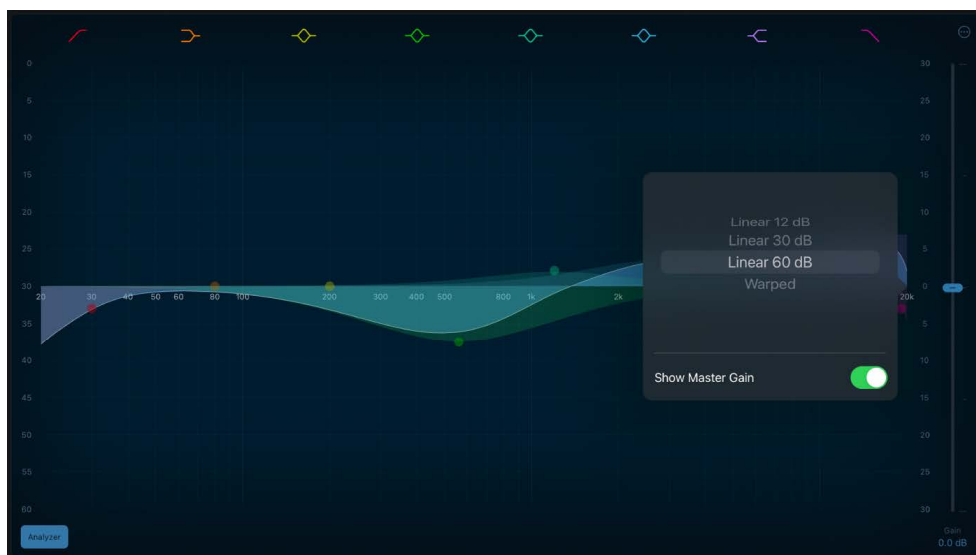 0 30
5 25
10 20
15 15
20 10
25 5
30 0
20 30 40 50 60 80 100 200 300 400 500 800 1k 2k 20k
35 5
40 10
45 15
50 20
55 25
60 30
Linear 12 dB
Linear 30 dB
Linear 60 dB
Warped
Show Master Gain
Analyzer
Gain
0.0 dB